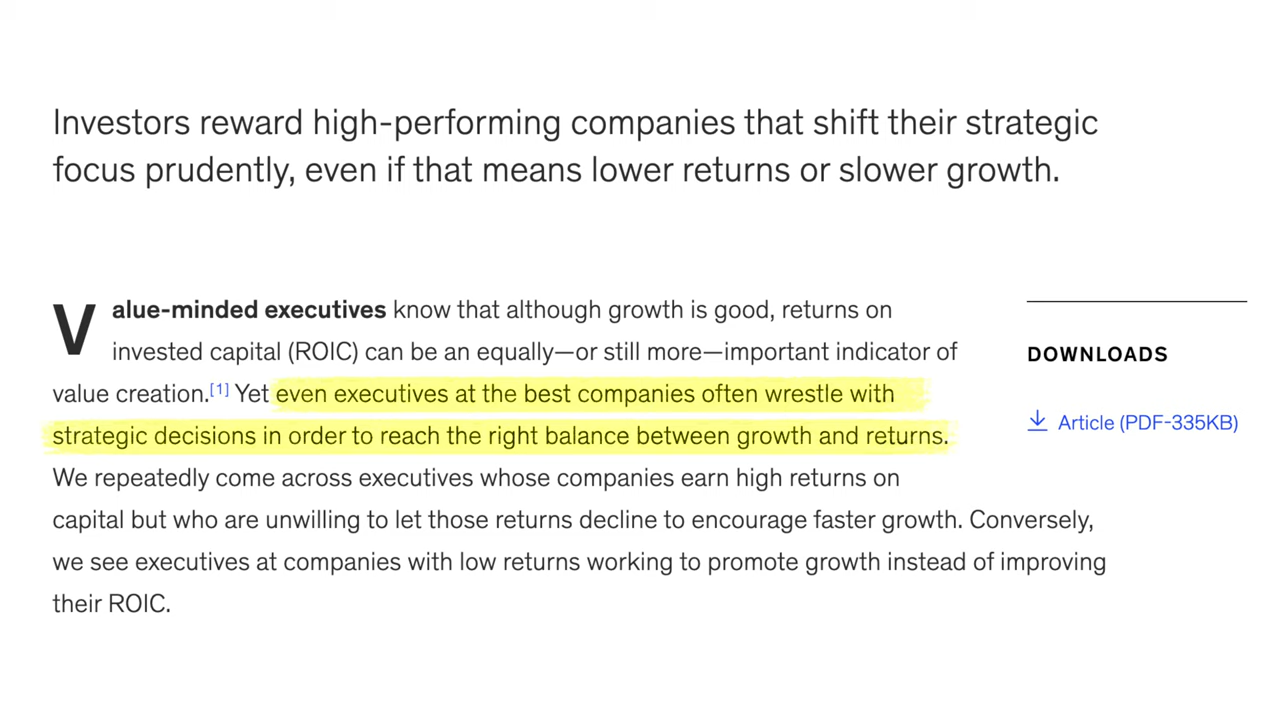 Investors reward high-performing companies that shift their strategic
focus prudently, even if that means lower returns or slower growth.
Value-minded executives know that although growth is good, returns on
invested capital (ROIC) can be an equally—or still more—important indicator of
value creation.[1] Yet even executives at the best companies often wrestle with
strategic decisions in order to reach the right balance between growth and returns.
We repeatedly come across executives whose companies earn high returns on
capital but who are unwilling to let those returns decline to encourage faster growth. Conversely,
we see executives at companies with low returns working to promote growth instead of improving
their ROIC.
DOWNLOADS
Article (PDF-335KB)